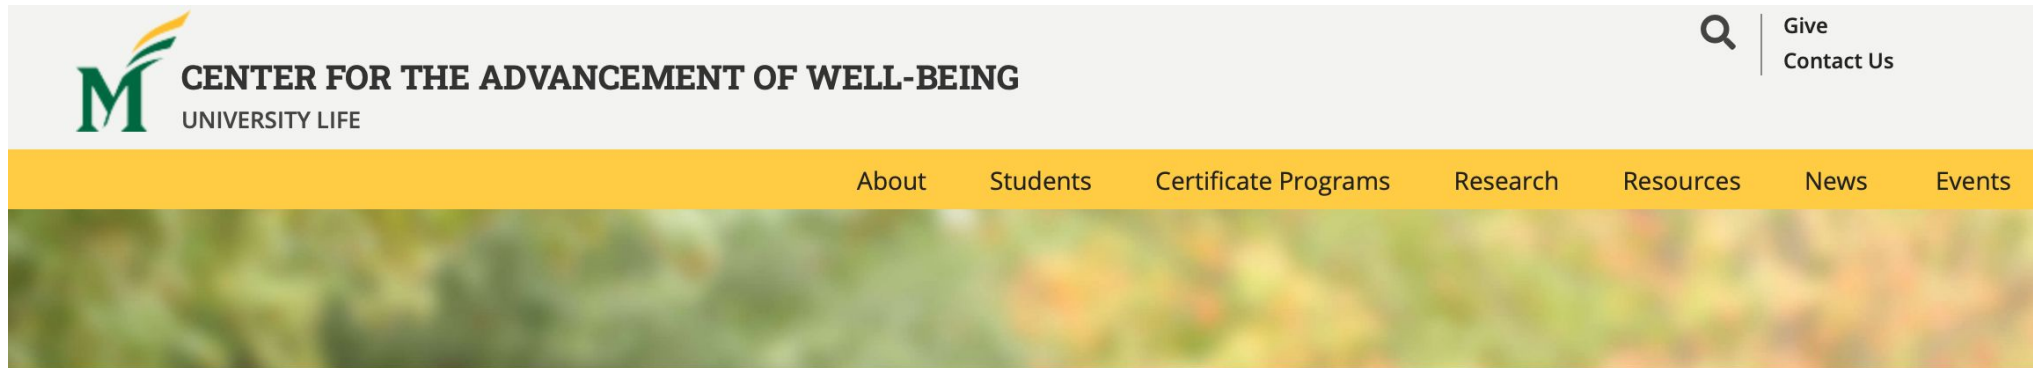 CENTER FOR THE ADVANCEMENT OF WELL-BEING
UNIVERSITY LIFE
Give
Contact Us
About Students Certificate Programs Research Resources News Events